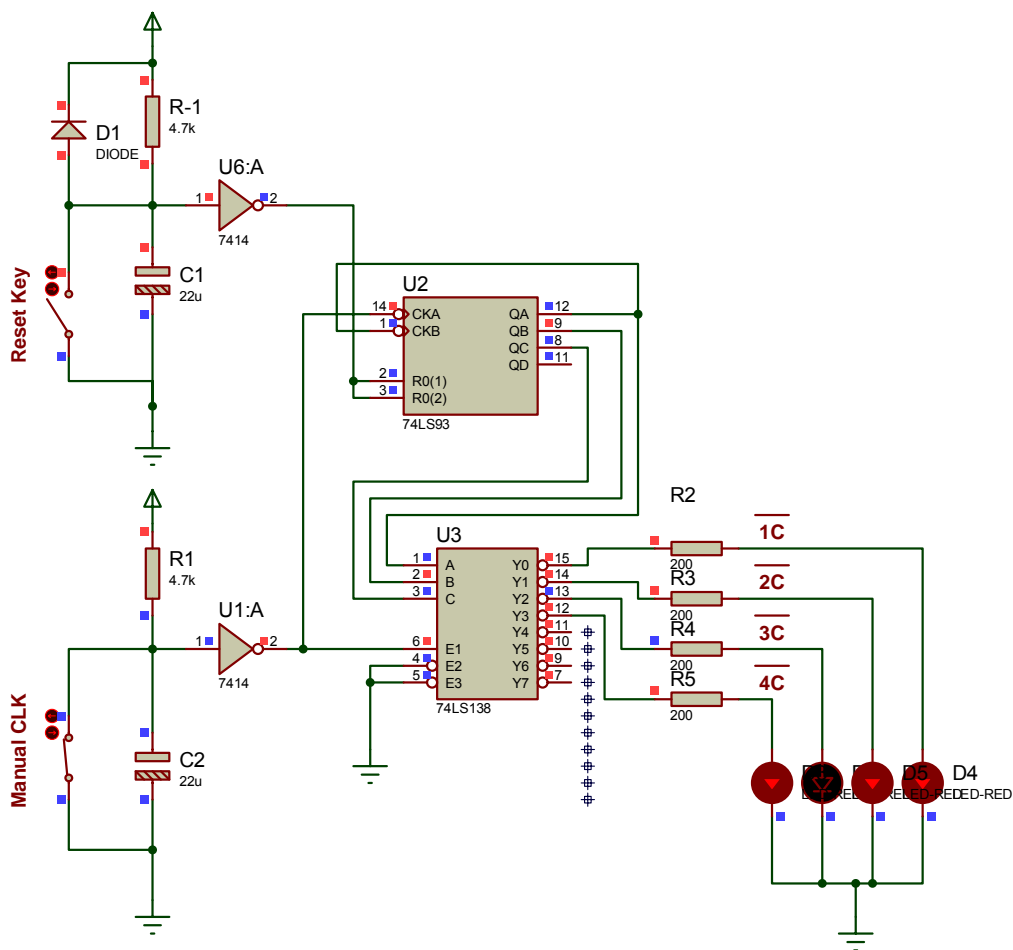 R-1
4.7k
D1
DIODE
U6:A
1
2
7414
C1
22u
Reset Key
U2
14
CKA
1
CKB
2
R0(1)
3
R0(2)
QA
12
QB
9
QC
8
QD
11
74LS93
R1
4.7k
U1:A
1
2
7414
C2
22u
Manual CLK
U3
1
A
2
B
3
C
6
E1
4
E2
5
E3
Y0
15
Y1
14
Y2
13
Y3
12
Y4
11
Y5
10
Y6
9
Y7
7
74LS138
R2
200
R3
200
R4
200
R5
200
1C
2C
3C
4C
D5
D4
LED-RED